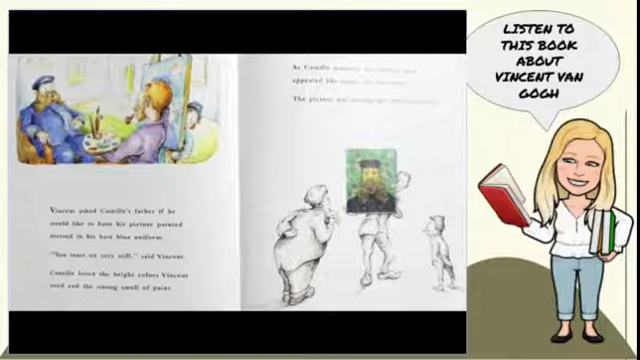 Vincent asked Camille's father if he
would like to have his picture painted
dressed in his best blue uniform.
"You must sit very still," said Vincent.
Camille loved the bright colors Vincent
used and the strong smell of paint
As Camille
appeared like
The picture was
LISTEN TO
THIS BOOK
ABOUT
VINCENT VAN
GOGH